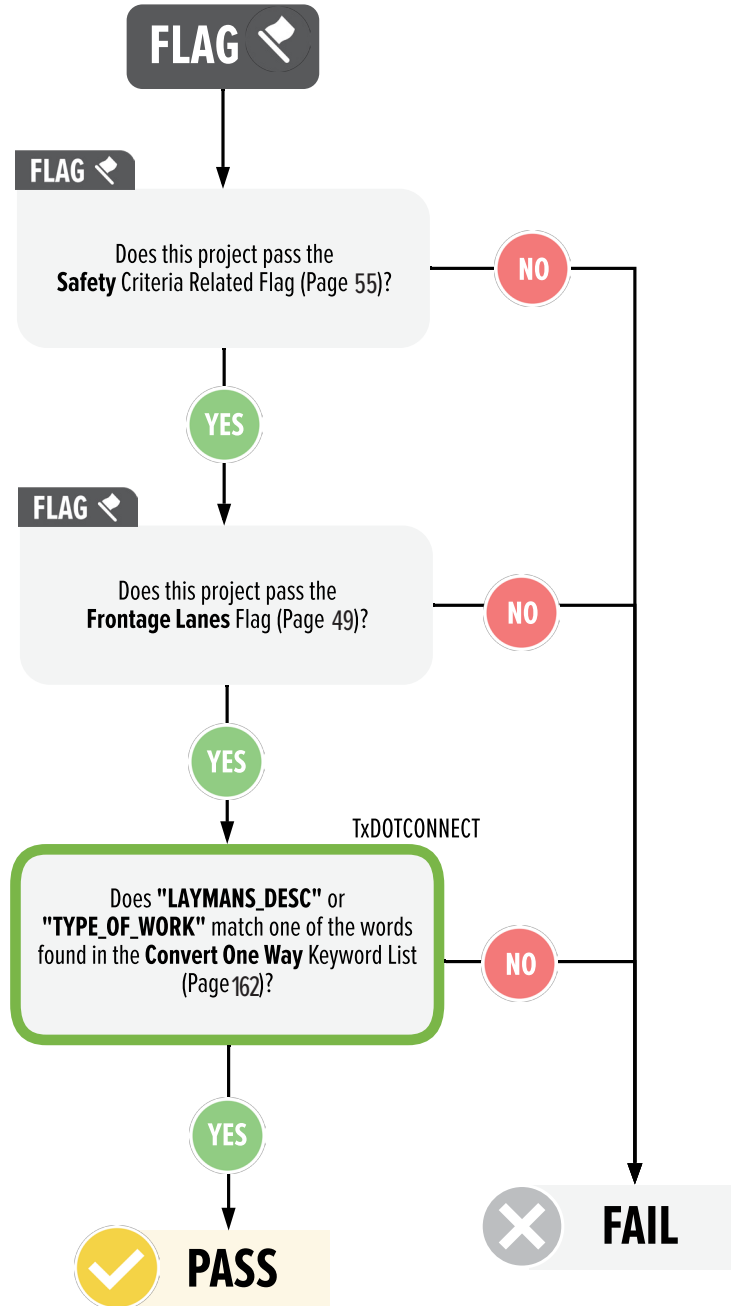 FLAG
FLAG
Does this project pass the
Safety Criteria Related Flag (Page 55)?
NO
YES
FLAG
Does this project pass the
Frontage Lanes Flag (Page 49)?
NO
YES
TxDOTCONNECT
Does "LAYMANS_DESC" or
"TYPE_OF_WORK" match one of the words
found in the Convert One Way Keyword List
(Page 162)?
NO
YES
FAIL
PASS